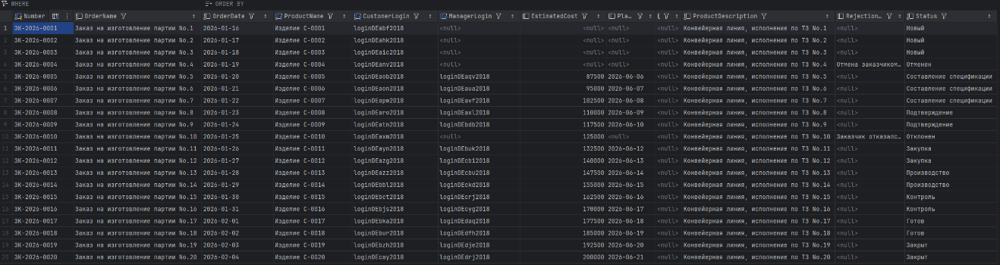 WHERE ORDER BY
Number OrderName OrderDate ProductName CustomerLogin ManagerLogin EstimatedCost Pla... ProductDescription Rejection... Status
1 ЗК-2026-0001 Заказ на изготовление партии No.1 2026-01-16 Изделие С-0001 loginDEabf2018 <null> <null> <null> <null> Конвейерная линия, исполнение по ТЗ No.1 <null> Новый
2 ЗК-2026-0002 Заказ на изготовление партии No.2 2026-01-17 Изделие С-0002 loginDEahk2018 <null> <null> <null> <null> Конвейерная линия, исполнение по ТЗ No.2 <null> Новый
3 ЗК-2026-0003 Заказ на изготовление партии No.3 2026-01-18 Изделие С-0003 loginDEaic2018 <null> <null> <null> <null> Конвейерная линия, исполнение по ТЗ No.3 <null> Новый
4 ЗК-2026-0004 Заказ на изготовление партии No.4 2026-01-19 Изделие С-0004 loginDEanv2018 <null> <null> <null> <null> Конвейерная линия, исполнение по ТЗ No.4 Отмена заказчиком... Отменен
5 ЗК-2026-0005 Заказ на изготовление партии No.5 2026-01-20 Изделие С-0005 loginDEaob2018 loginDEaqv2018 87500 2026-06-06 <null> Конвейерная линия, исполнение по ТЗ No.5 <null> Составление спецификации
6 ЗК-2026-0006 Заказ на изготовление партии No.6 2026-01-21 Изделие С-0006 loginDEaon2018 loginDEaua2018 95000 2026-06-07 <null> Конвейерная линия, исполнение по ТЗ No.6 <null> Составление спецификации
7 ЗК-2026-0007 Заказ на изготовление партии No.7 2026-01-22 Изделие С-0007 loginDEapw2018 loginDEavf2018 102500 2026-06-08 <null> Конвейерная линия, исполнение по ТЗ No.7 <null> Составление спецификации
8 ЗК-2026-0008 Заказ на изготовление партии No.8 2026-01-23 Изделие С-0008 loginDEaro2018 loginDEaxl2018 110000 2026-06-09 <null> Конвейерная линия, исполнение по ТЗ No.8 <null> Подтверждение
9 ЗК-2026-0009 Заказ на изготовление партии No.9 2026-01-24 Изделие С-0009 loginDEatn2018 loginDEbdb2018 117500 2026-06-10 <null> Конвейерная линия, исполнение по ТЗ No.9 <null> Подтверждение
10 ЗК-2026-0010 Заказ на изготовление партии No.10 2026-01-25 Изделие С-0010 loginDEaxm2018 <null> 125000 <null> <null> Конвейерная линия, исполнение по ТЗ No.10 Заказчик отказалс... Отклонен
11 ЗК-2026-0011 Заказ на изготовление партии No.11 2026-01-26 Изделие С-0011 loginDEayn2018 loginDEbuk2018 132500 2026-06-12 <null> Конвейерная линия, исполнение по ТЗ No.11 <null> Закупка
12 ЗК-2026-0012 Заказ на изготовление партии No.12 2026-01-27 Изделие С-0012 loginDEazg2018 loginDEcbi2018 140000 2026-06-13 <null> Конвейерная линия, исполнение по ТЗ No.12 <null> Закупка
13 ЗК-2026-0013 Заказ на изготовление партии No.13 2026-01-28 Изделие С-0013 loginDEazz2018 loginDEcbu2018 147500 2026-06-14 <null> Конвейерная линия, исполнение по ТЗ No.13 <null> Производство
14 ЗК-2026-0014 Заказ на изготовление партии No.14 2026-01-29 Изделие С-0014 loginDEbbl2018 loginDEckd2018 155000 2026-06-15 <null> Конвейерная линия, исполнение по ТЗ No.14 <null> Производство
15 ЗК-2026-0015 Заказ на изготовление партии No.15 2026-01-30 Изделие С-0015 loginDEbct2018 loginDEcrj2018 162500 2026-06-16 <null> Конвейерная линия, исполнение по ТЗ No.15 <null> Контроль
16 ЗК-2026-0016 Заказ на изготовление партии No.16 2026-01-31 Изделие С-0016 loginDEbjs2018 loginDEcyg2018 170000 2026-06-17 <null> Конвейерная линия, исполнение по ТЗ No.16 <null> Контроль
17 ЗК-2026-0017 Заказ на изготовление партии No.17 2026-02-01 Изделие С-0017 loginDEbka2018 loginDEdaq2018 177500 2026-06-18 <null> Конвейерная линия, исполнение по ТЗ No.17 <null> Готов
18 ЗК-2026-0018 Заказ на изготовление партии No.18 2026-02-02 Изделие С-0018 loginDEbur2018 loginDEdfh2018 185000 2026-06-19 <null> Конвейерная линия, исполнение по ТЗ No.18 <null> Готов
19 ЗК-2026-0019 Заказ на изготовление партии No.19 2026-02-03 Изделие С-0019 loginDEbzh2018 loginDEdje2018 192500 2026-06-20 <null> Конвейерная линия, исполнение по ТЗ No.19 <null> Закрыт
20 ЗК-2026-0020 Заказ на изготовление партии No.20 2026-02-04 Изделие С-0020 loginDEcay2018 loginDEdrj2018 200000 2026-06-21 <null> Конвейерная линия, исполнение по ТЗ No.20 <null> Закрыт